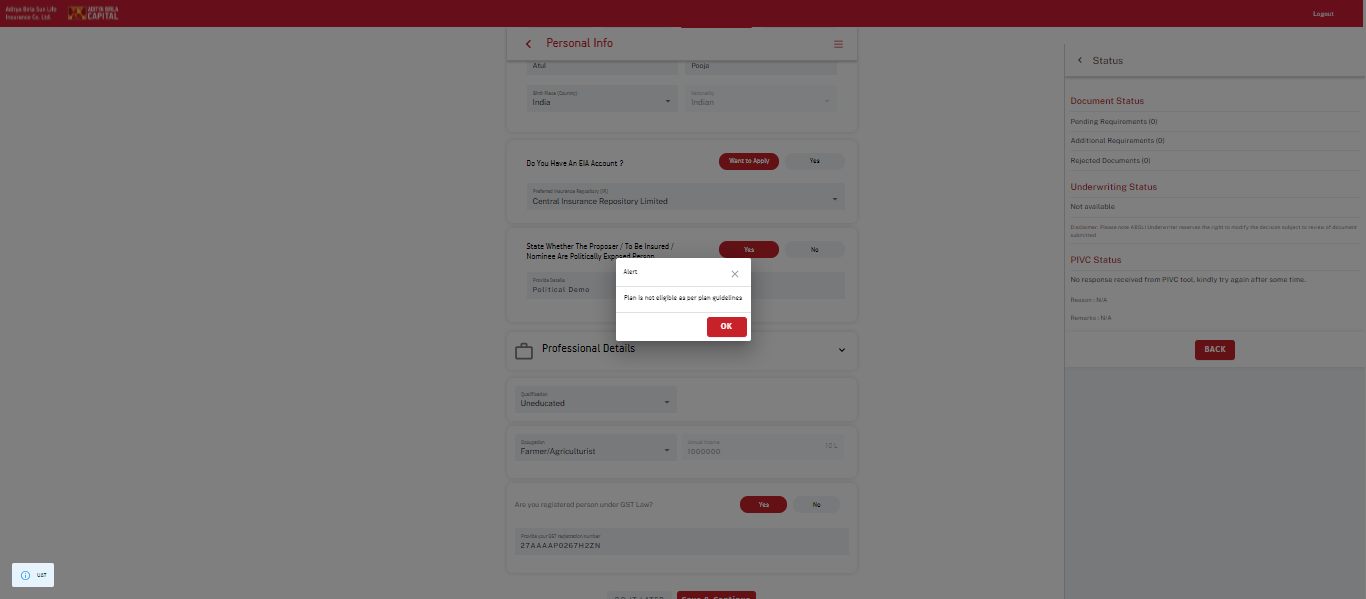 Aditya Birla Sun Life
Insurance Co. Ltd.
ADITYA BIRLA
CAPITAL
Logout
Personal Info
Atul
Pooja
Birth Place (Country)
India
Nationality
Indian
Do You Have An EIA Account ?
Want to Apply
Yes
Preferred Insurance Repository (IR)
Central Insurance Repository Limited
State Whether The Proposer / To Be Insured /
Nominee Are Politically Exposed Person
Yes
No
Provide Details
Political Demo
Alert
Plan is not eligible as per plan guidelines
OK
Professional Details
Qualification
Uneducated
Occupation
Farmer/Agriculturist
Annual Income
1000000
10 L
Are you registered person under GST Law?
Yes
No
Provide your GST registration number
27AAAAP0267H2ZN
DO IT LATER
Save & Continue
UAT
Status
Document Status
Pending Requirements (0)
Additional Requirements (0)
Rejected Documents (0)
Underwriting Status
Not available
Disclaimer: Please note ABSLI Underwriter reserves the right to modify the decision subject to review of document
submitted
PIVC Status
No response received from PIVC tool, kindly try again after some time.
Reason : N/A
Remarks : N/A
BACK